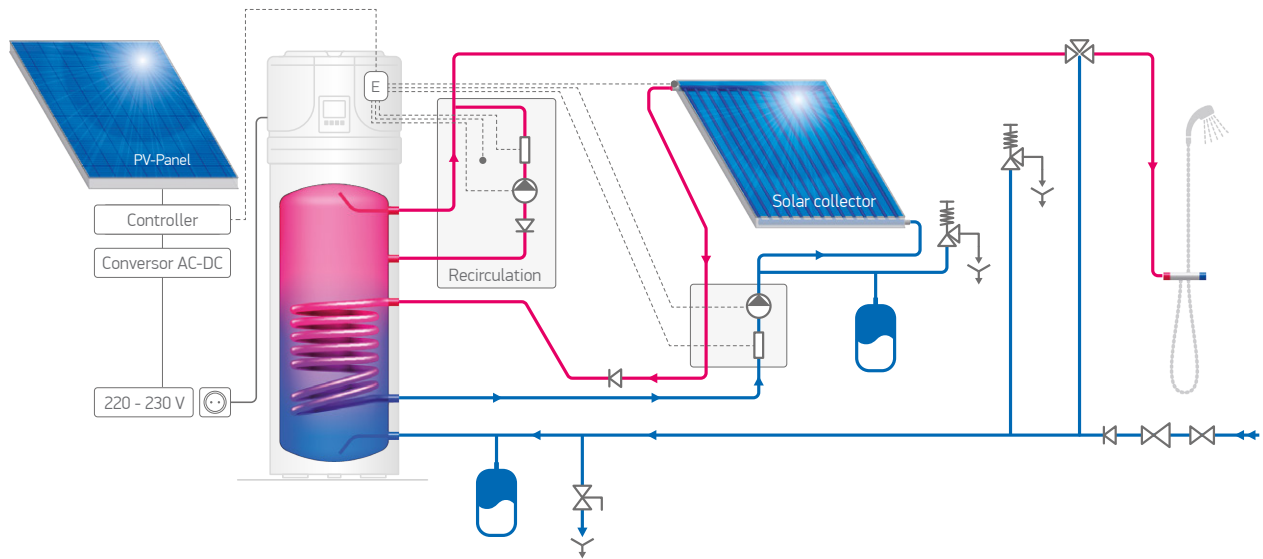 E
PV-Panel
Solar collector
Controller
Conversor AC-DC
Recirculation
220 - 230 V